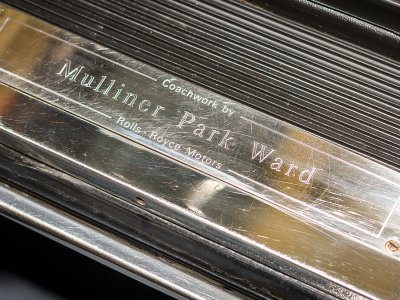 Coachwork by
Mulliner Park Ward
Rolls-Royce Motors